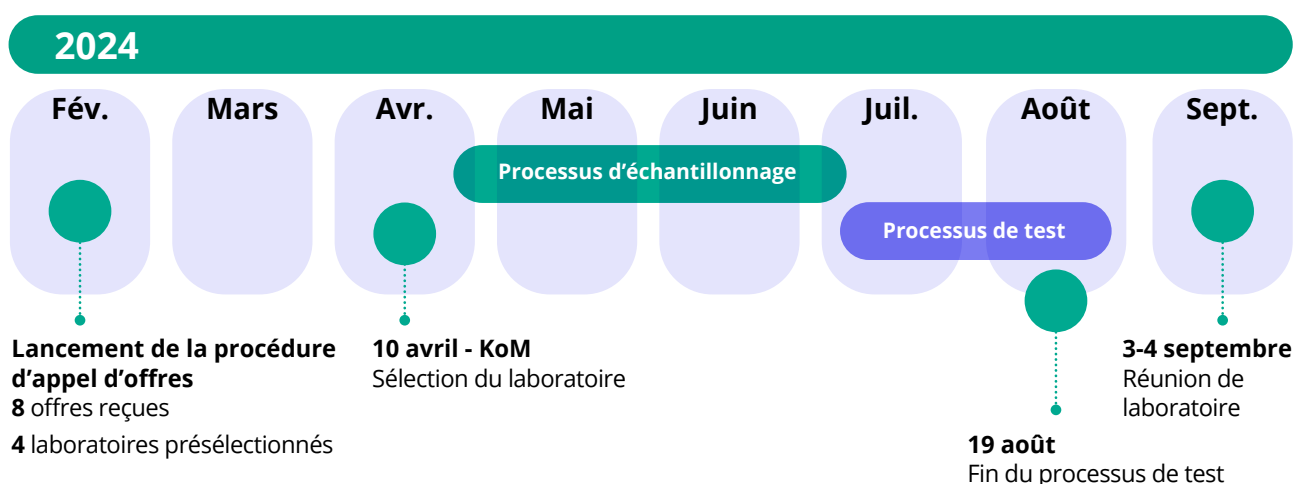 2024
Fév.
Mars
Avr.
Mai
Juin
Juil.
Août
Sept.
Processus d’échantillonnage
Processus de test
Lancement de la procédure
d’appel d’offres
8 offres reçues
4 laboratoires présélectionnés
10 avril - KoM
Sélection du laboratoire
19 août
Fin du processus de test
3-4 septembre
Réunion de
laboratoire